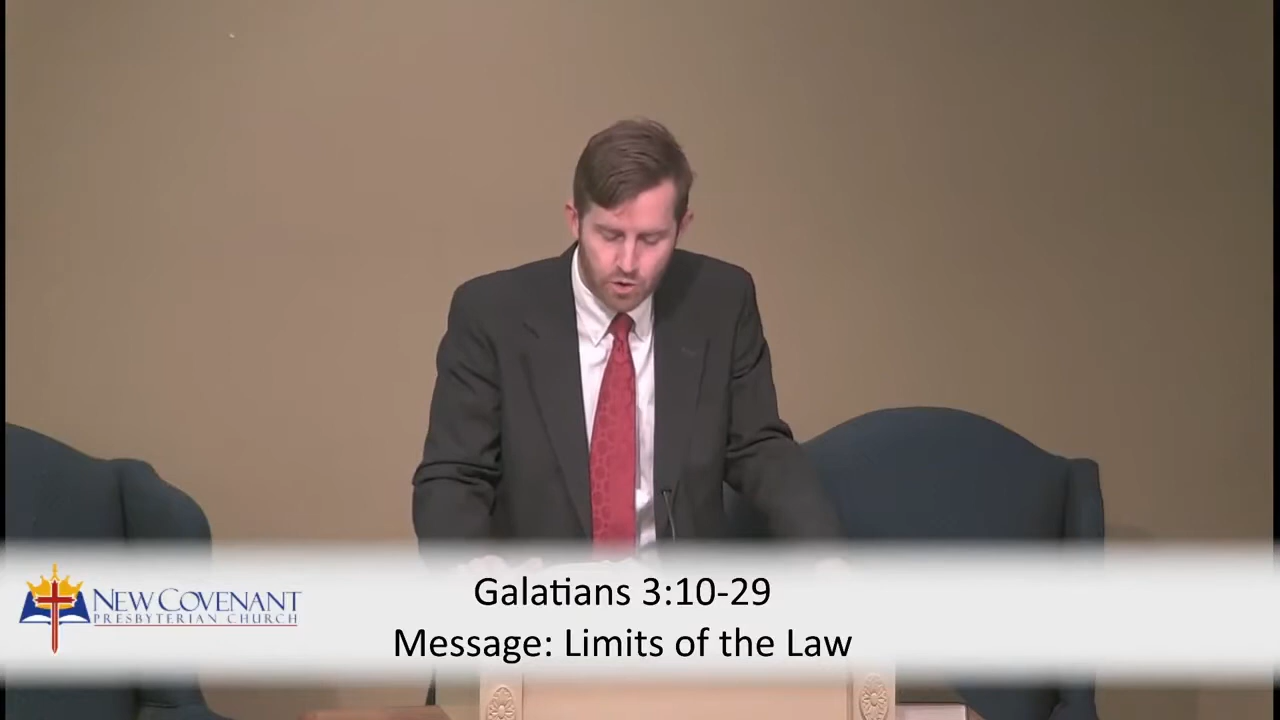 Galatians 3:10-29
Message: Limits of the Law
NEW COVENANT
PRESBYTERIAN CHURCH